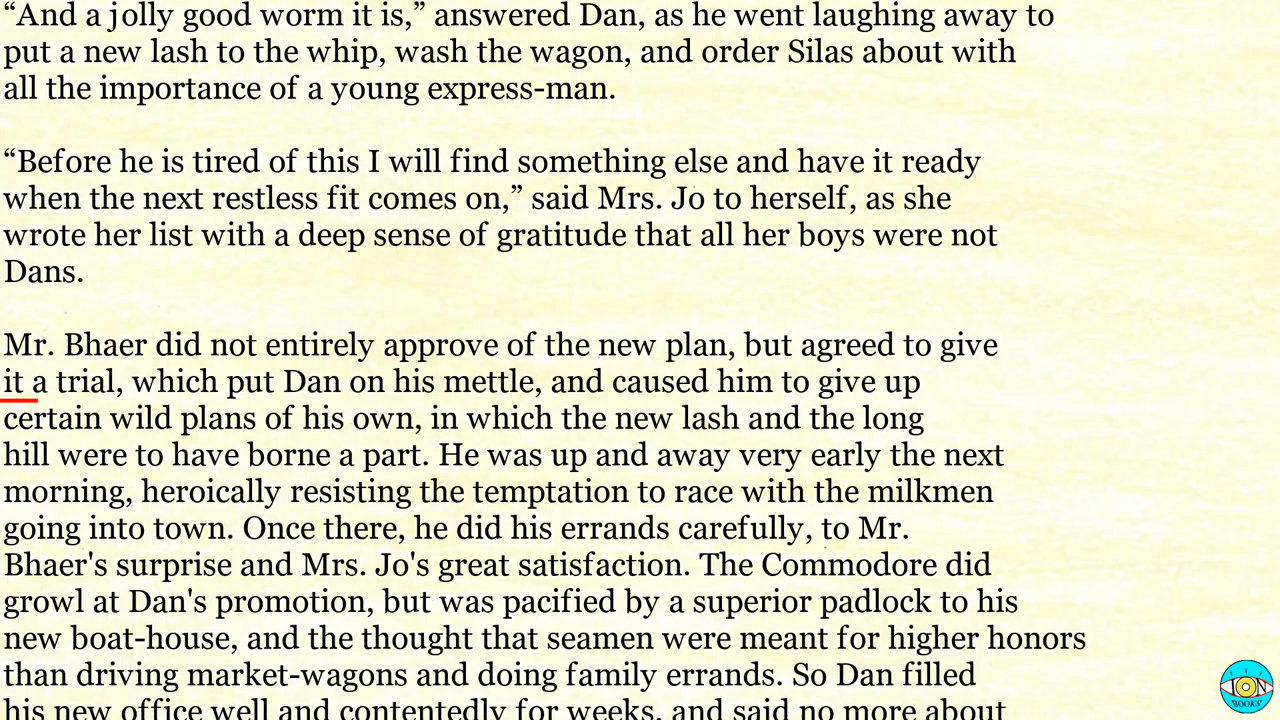 “And a jolly good worm it is,” answered Dan, as he went laughing away to
put a new lash to the whip, wash the wagon, and order Silas about with
all the importance of a young express-man.
“Before he is tired of this I will find something else and have it ready
when the next restless fit comes on,” said Mrs. Jo to herself, as she
wrote her list with a deep sense of gratitude that all her boys were not
Dans.
Mr. Bhaer did not entirely approve of the new plan, but agreed to give
it a trial, which put Dan on his mettle, and caused him to give up
certain wild plans of his own, in which the new lash and the long
hill were to have borne a part. He was up and away very early the next
morning, heroically resisting the temptation to race with the milkmen
going into town. Once there, he did his errands carefully, to Mr.
Bhaer's surprise and Mrs. Jo's great satisfaction. The Commodore did
growl at Dan's promotion, but was pacified by a superior padlock to his
new boat-house, and the thought that seamen were meant for higher honors
than driving market-wagons and doing family errands. So Dan filled
his new office well and contentedly for weeks, and said no more about
ION
BOOKS